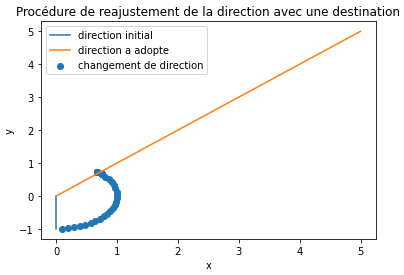 Procédure de reajustement de la direction avec une destination
direction initial
direction a adopte
changement de direction
5
4
3
2
1
0
−1
y
0 1 2 3 4 5
x